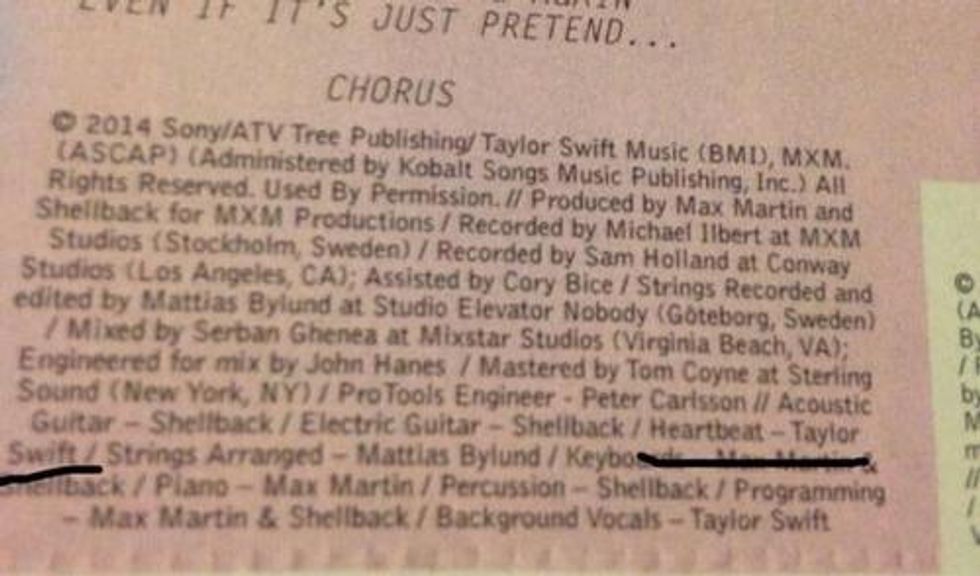 EVEN IF IT'S JUST PRETEND...
CHORUS
© 2014 Sony/ATV Tree Publishing/ Taylor Swift Music (BMI), MXM.
(ASCAP) (Administered by Kobalt Songs Music Publishing, Inc.) All
Rights Reserved. Used By Permission. // Produced by Max Martin and
Shellback for MXM Productions / Recorded by Michael Ilbert at MXM
Studios (Stockholm, Sweden) / Recorded by Sam Holland at Conway
Studios (Los Angeles, CA); Assisted by Cory Bice / Strings Recorded and
edited by Mattias Bylund at Studio Elevator Nobody (Göteborg, Sweden)
/ Mixed by Serban Ghenea at Mixstar Studios (Virginia Beach, VA);
Engineered for mix by John Hanes / Mastered by Tom Coyne at Sterling
Sound (New York, NY) / ProTools Engineer - Peter Carlsson // Acoustic
Guitar – Shellback / Electric Guitar – Shellback / Heartbeat – Taylor
Swift / Strings Arranged – Mattias Bylund / Keyboards – Max Martin &
Shellback / Piano – Max Martin / Percussion – Shellback / Programming
– Max Martin & Shellback / Background Vocals – Taylor Swift
©
(A
By
by
M
m
//